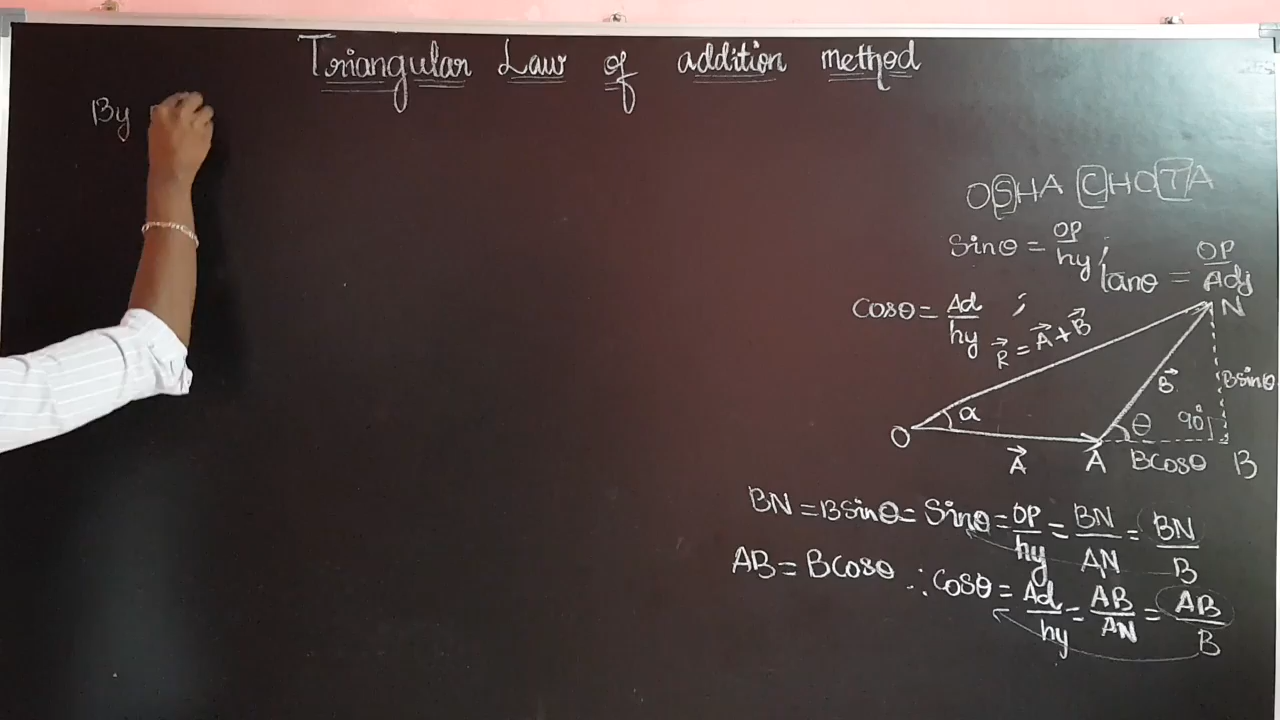 Triangular Law of addition method
By
OSHA CHOTA
Sinθ = OP/hy ;
tanθ = OP/Adj
Cosθ = Ad/hy ;
N
R⃗ = A⃗ + B⃗
B⃗
Bsinθ
α
θ
90°
O
A⃗
A
Bcosθ
B
BN = BSinθ = Sinθ = OP/hy = BN/AN = BN/B
AB = BCosθ ∴ Cosθ = Ad/hy = AB/AN = AB/B